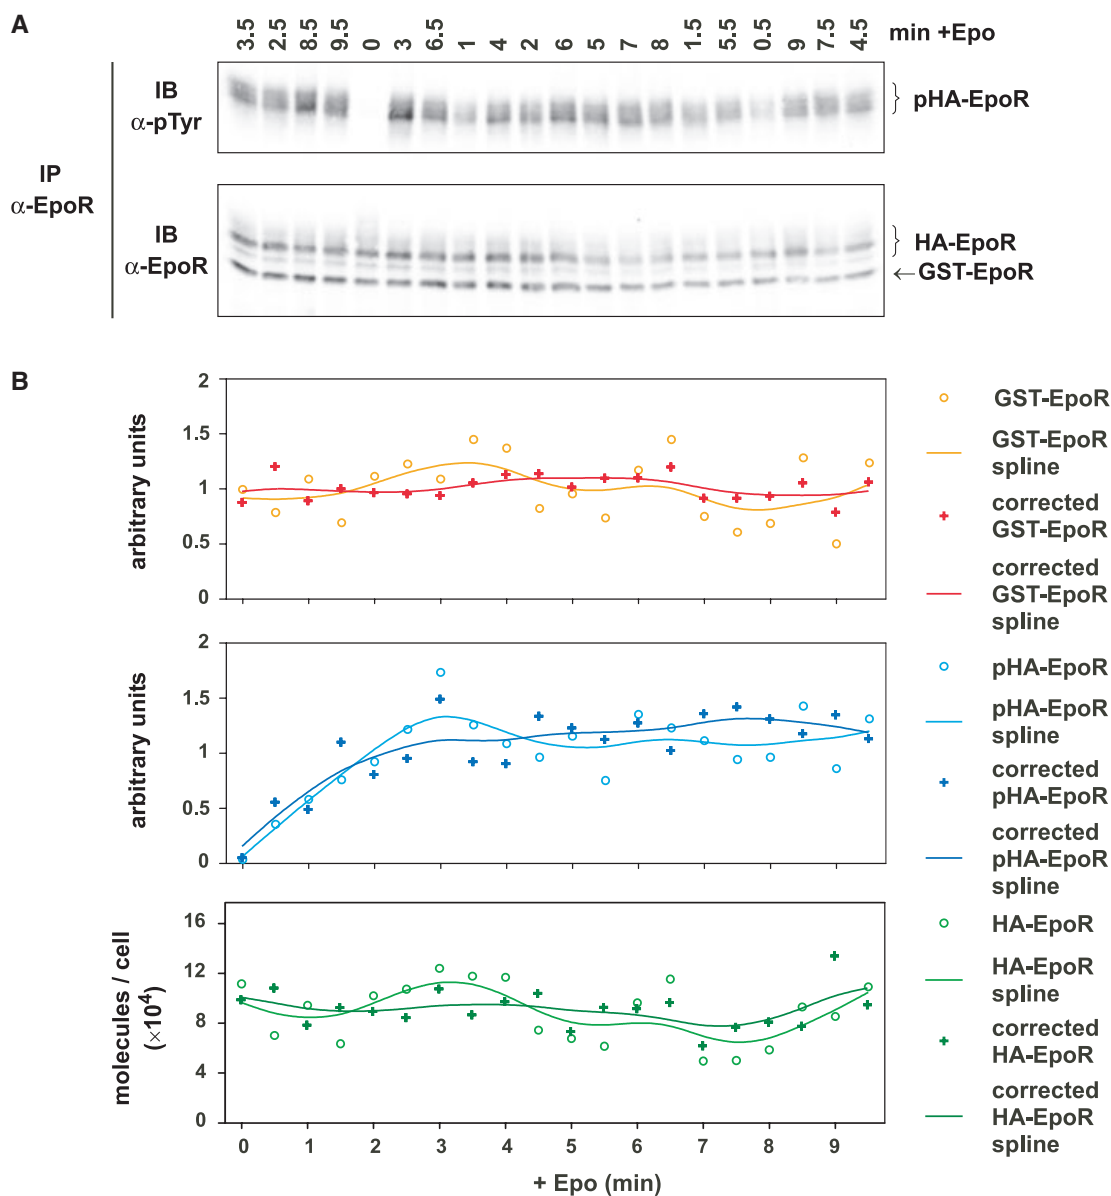 A
3.5 2.5 8.5 9.5 0 3 6.5 1 4 2 6 5 7 8 1.5 5.5 0.5 9 7.5 4.5 min +Epo
IP
α-EpoR
IB
α-pTyr
pHA-EpoR
IB
α-EpoR
HA-EpoR
←GST-EpoR
B
arbitrary units
2
1.5
1
0.5
0
GST-EpoR
GST-EpoR
spline
corrected
GST-EpoR
corrected
GST-EpoR
spline
arbitrary units
2
1.5
1
0.5
0
pHA-EpoR
pHA-EpoR
spline
corrected
pHA-EpoR
corrected
pHA-EpoR
spline
molecules / cell
(×10⁴)
16
12
8
4
0
0 1 2 3 4 5 6 7 8 9
+ Epo (min)
HA-EpoR
HA-EpoR
spline
corrected
HA-EpoR
corrected
HA-EpoR
spline